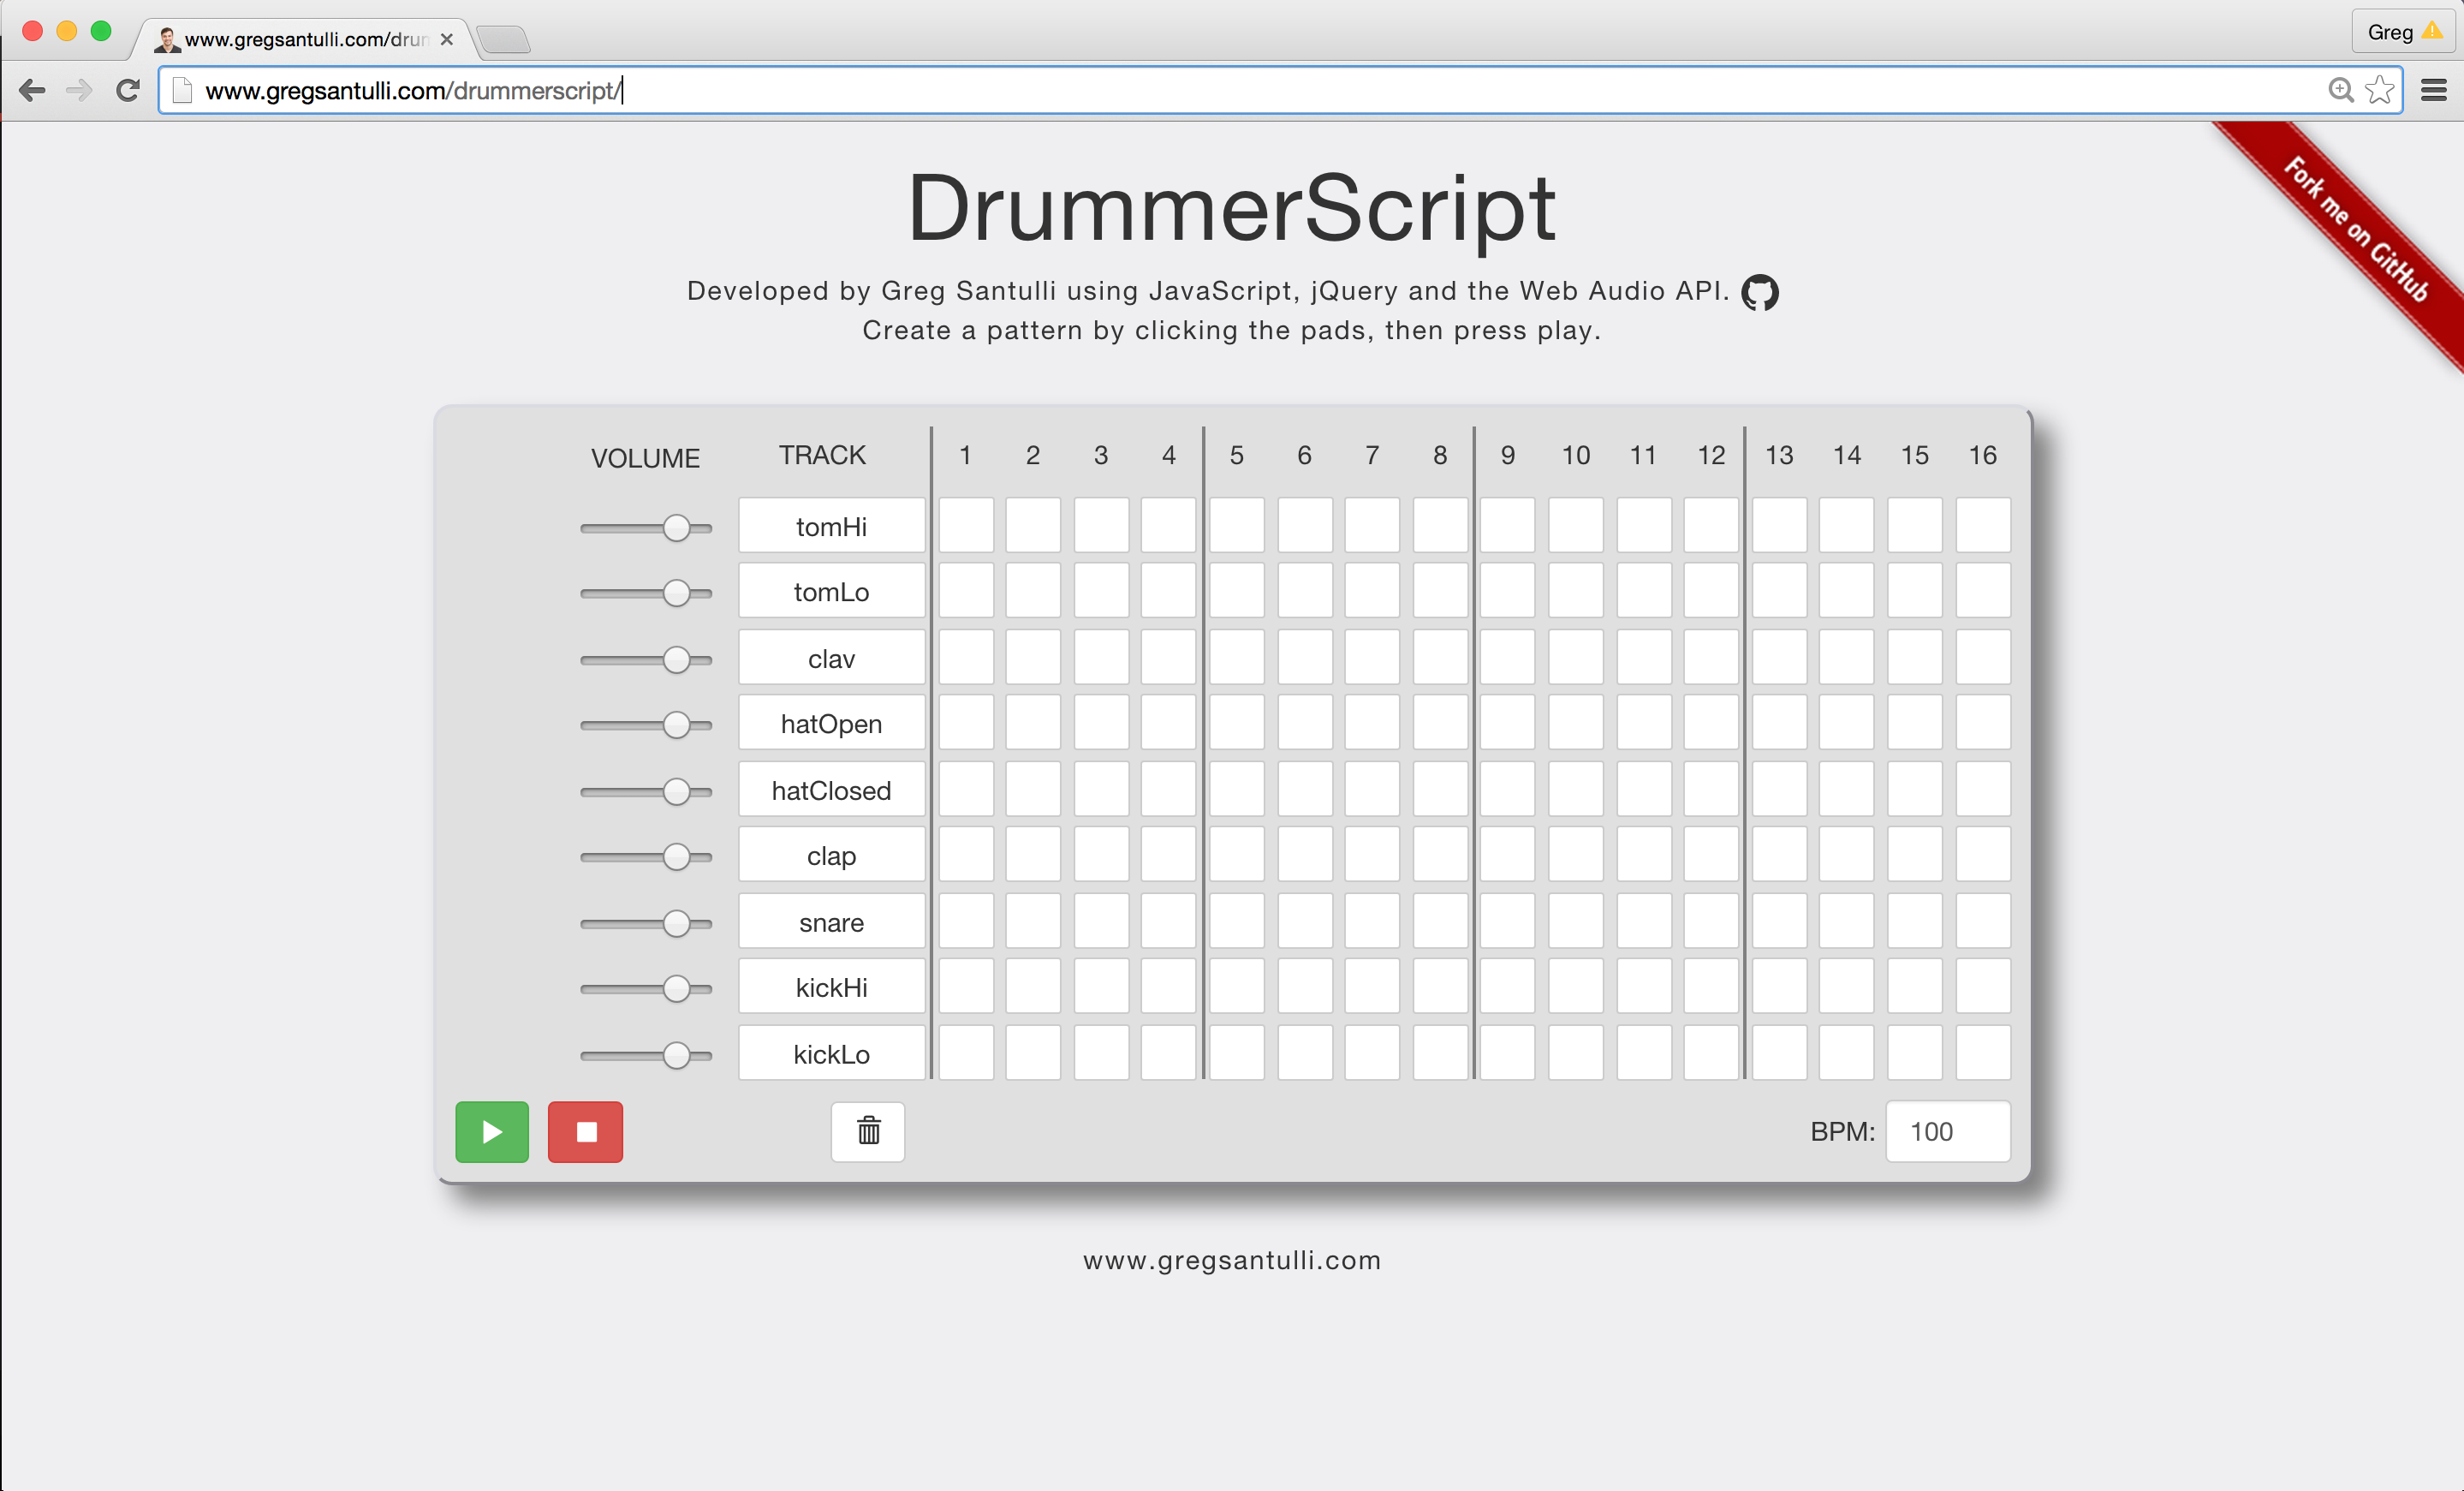 www.gregsantulli.com/drum
Greg
www.gregsantulli.com/drummerscript/
Fork me on GitHub
DrummerScript
Developed by Greg Santulli using JavaScript, jQuery and the Web Audio API.
Create a pattern by clicking the pads, then press play.
VOLUME TRACK 1 2 3 4 5 6 7 8 9 10 11 12 13 14 15 16
tomHi
tomLo
clav
hatOpen
hatClosed
clap
snare
kickHi
kickLo
BPM: 100
www.gregsantulli.com